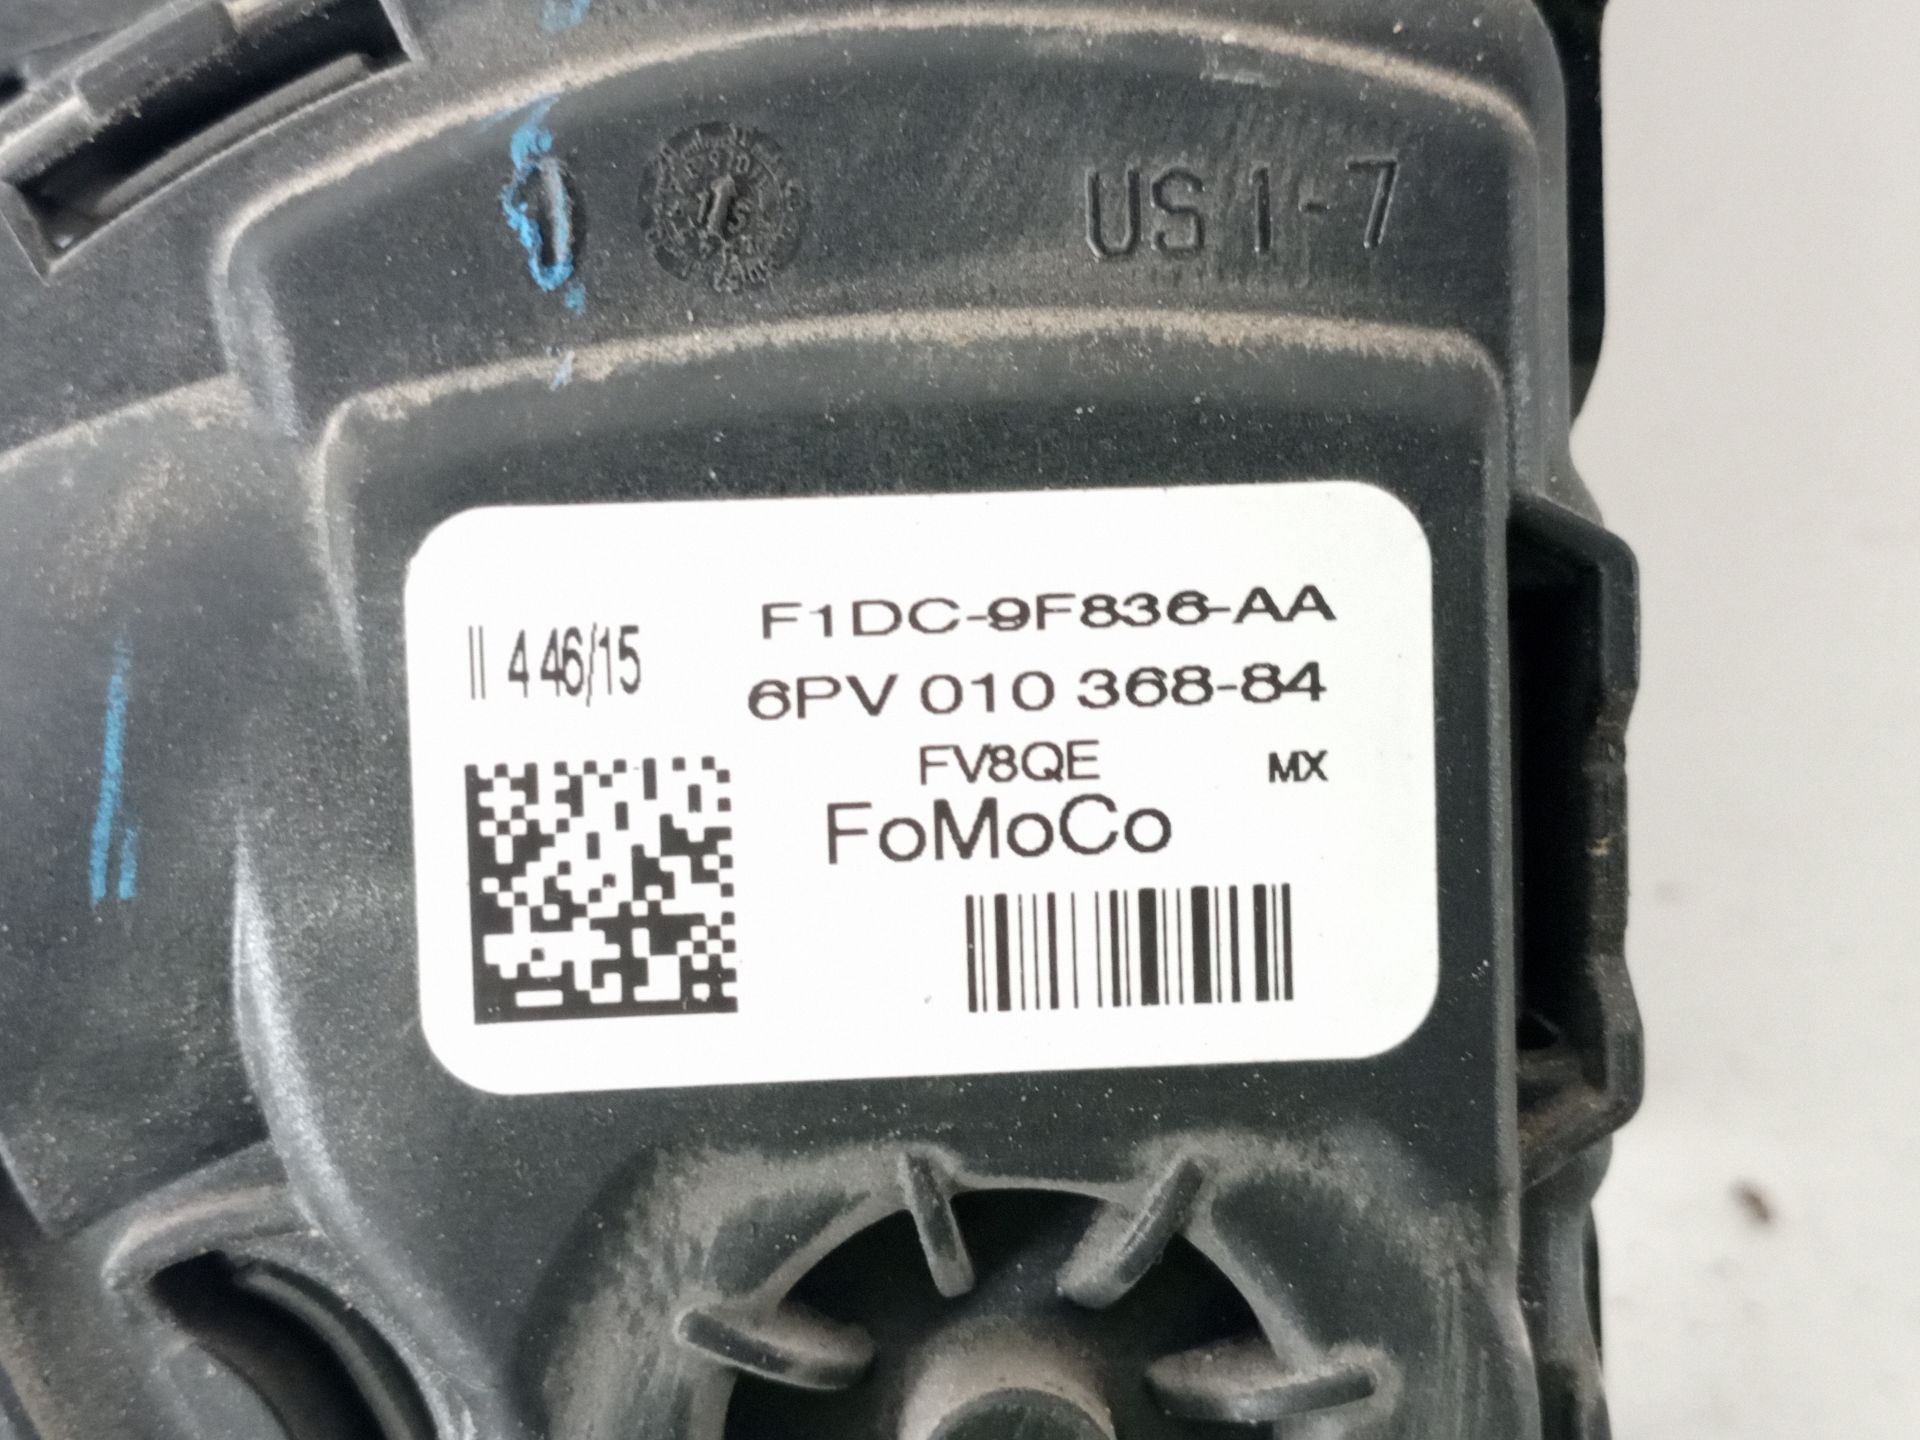 US 1-7
F1DC-9F836-AA
|| 4 46/15
6PV 010 368-84
FV8QE MX
FoMoCo